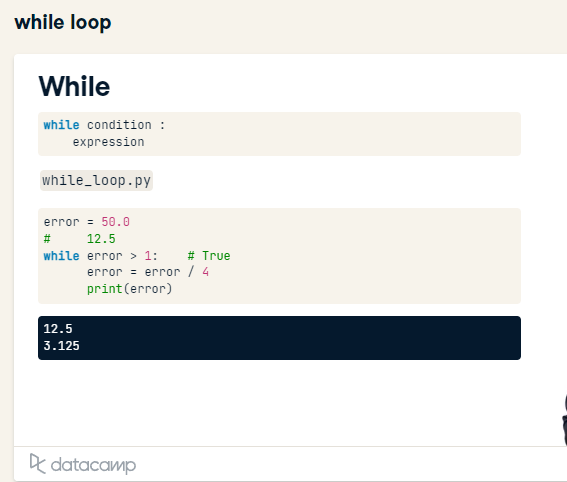 while loop
While
while condition :
    expression
while_loop.py
error = 50.0
#     12.5
while error > 1:    # True
      error = error / 4
      print(error)
12.5
3.125
datacamp